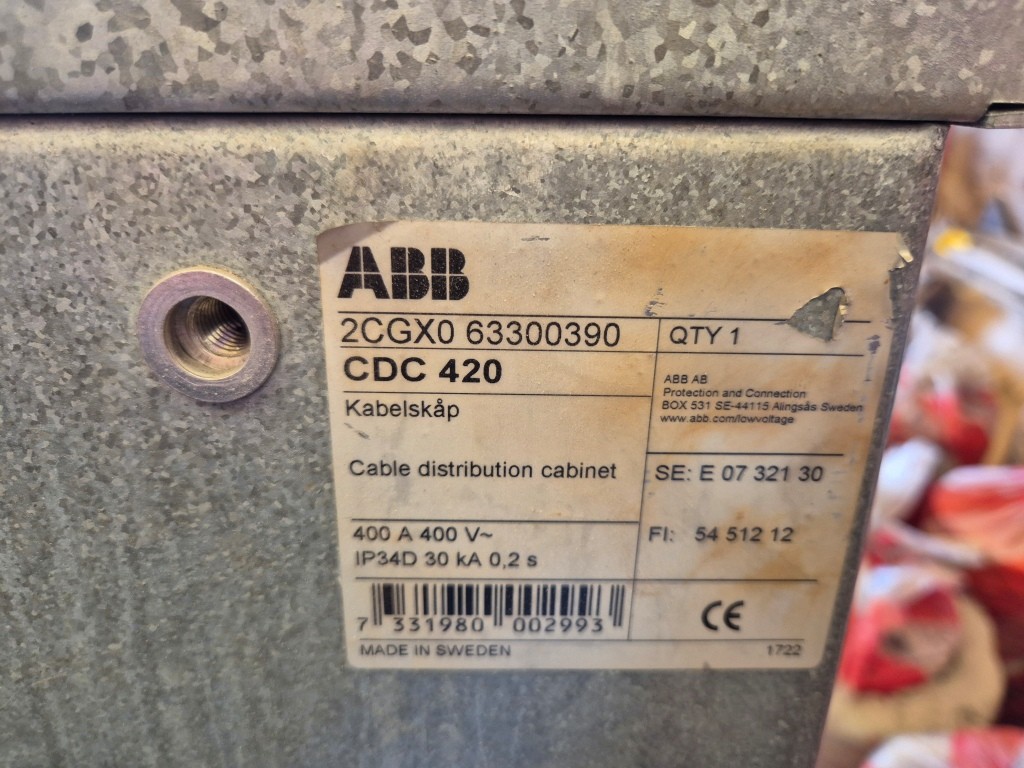 ABB
2CGX0 63300390
QTY 1
CDC 420
Kabelskåp
ABB AB
Protection and Connection
BOX 531 SE-44115 Alingsås Sweden
www.abb.com/lowvoltage
Cable distribution cabinet
SE: E 07 321 30
400 A 400 V~
IP34D 30 kA 0,2 s
FI: 54 512 12
7 331980 002993
CE
MADE IN SWEDEN
1722